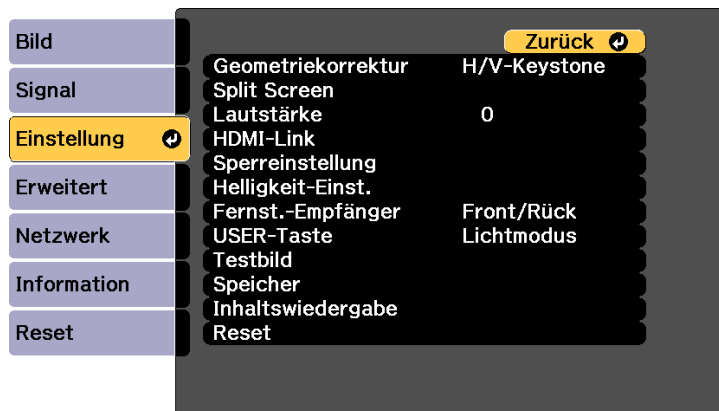 Bild
Signal
Einstellung
Erweitert
Netzwerk
Information
Reset
Zurück
Geometriekorrektur H/V-Keystone
Split Screen
Lautstärke 0
HDMI-Link
Sperreinstellung
Helligkeit-Einst.
Fernst.-Empfänger Front/Rück
USER-Taste Lichtmodus
Testbild
Speicher
Inhaltswiedergabe
Reset